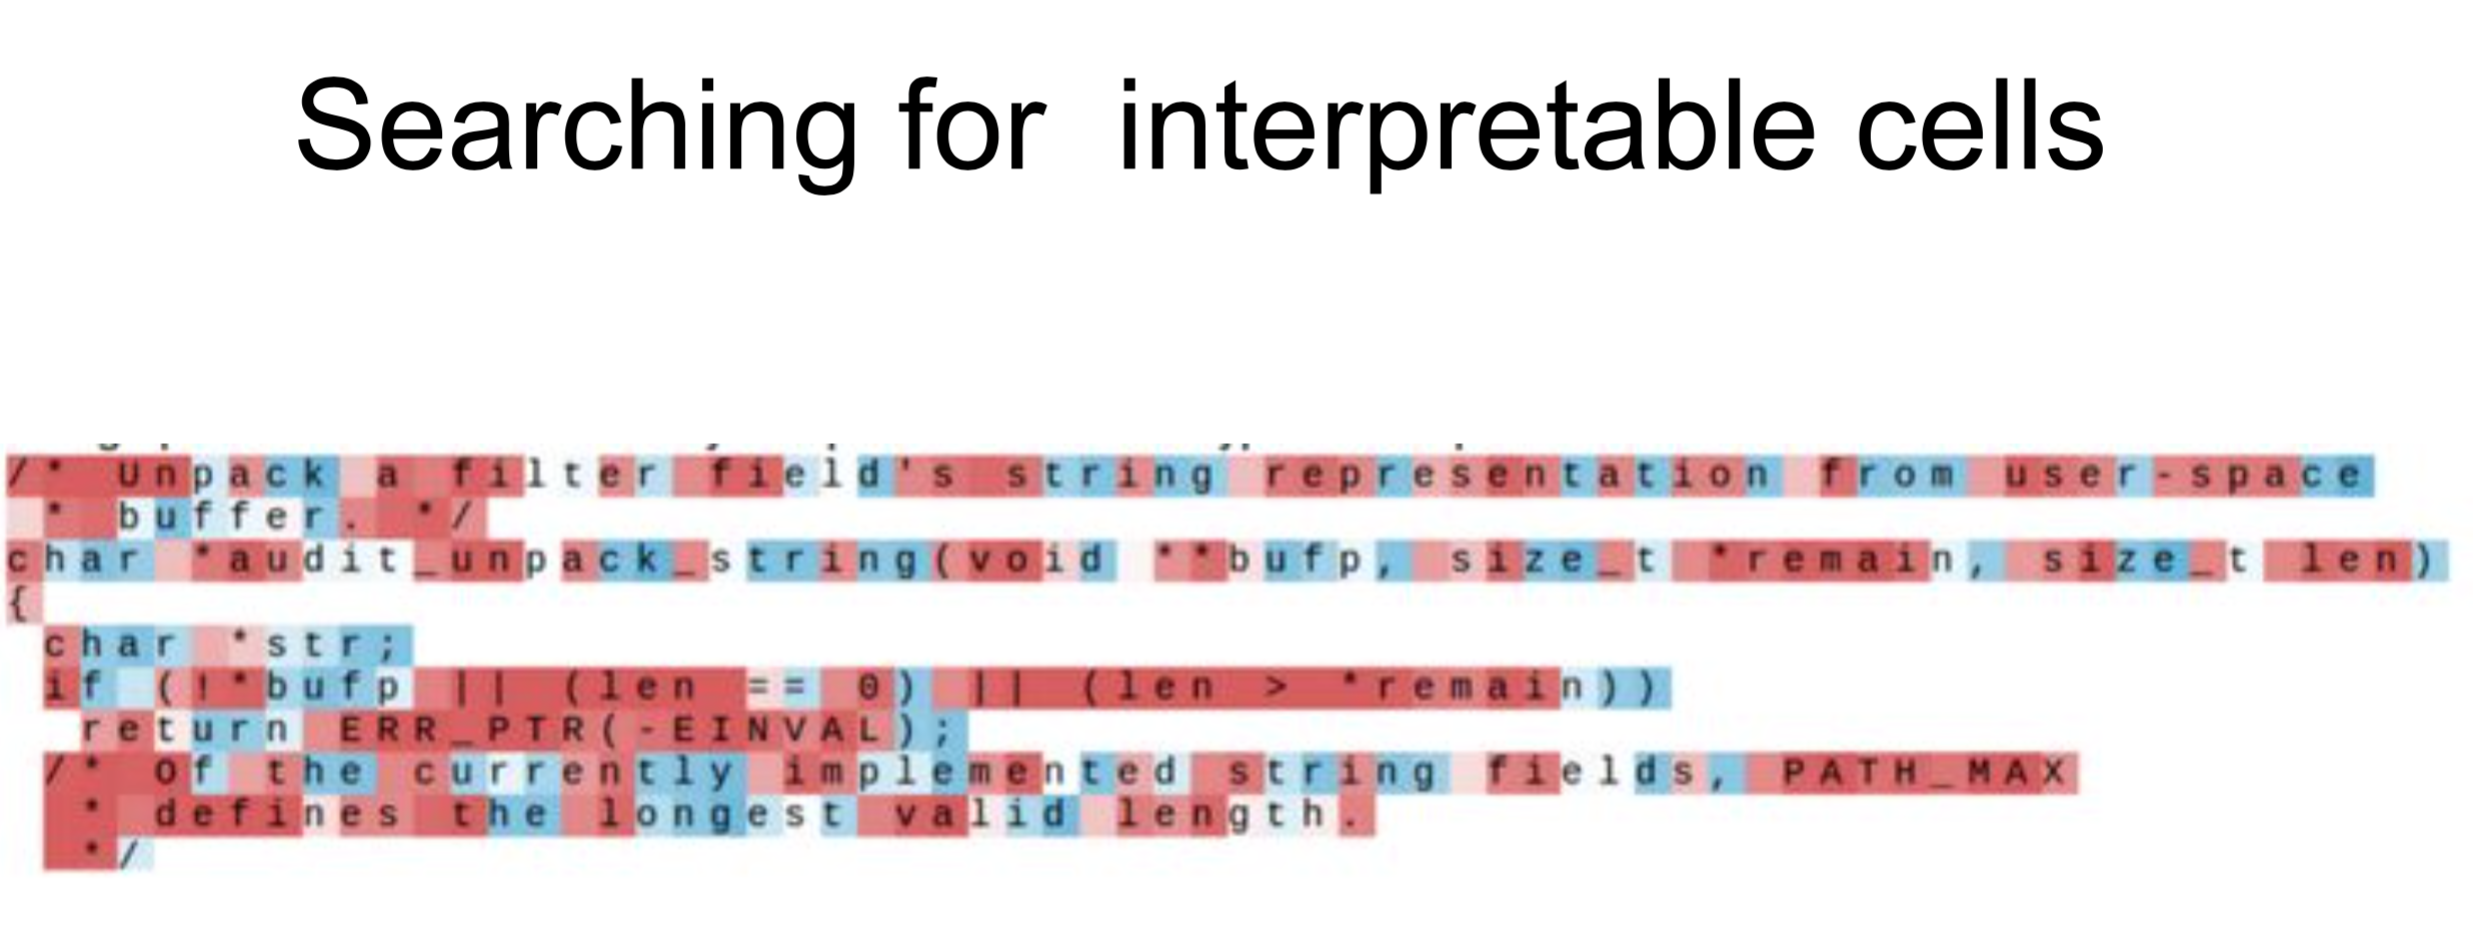 Searching for interpretable cells
/* Unpack a filter field's string representation from user-space
 * buffer. */
char *audit_unpack_string(void **bufp, size_t *remain, size_t len)
{
 char *str;
 if (!*bufp || (len == 0) || (len > *remain))
  return ERR_PTR(-EINVAL);
 /* Of the currently implemented string fields, PATH_MAX
  * defines the longest valid length.
  */